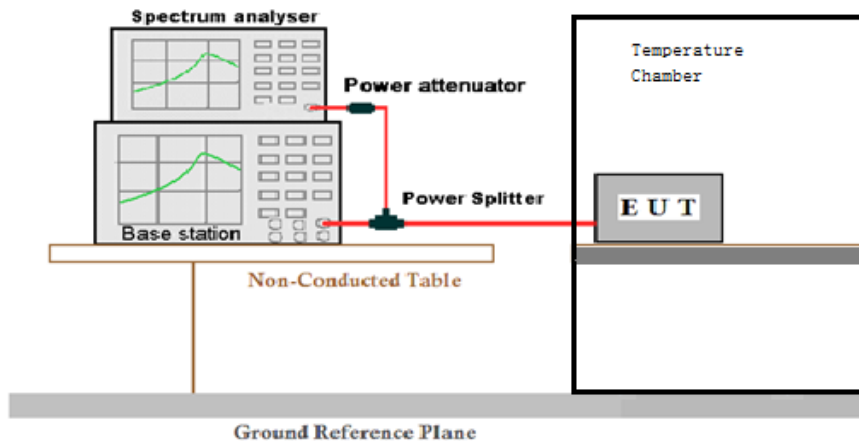 Spectrum analyser
Temperature
Chamber
Power attenuator
Power Splitter
E U T
Base station
Non-Conducted Table
Ground Reference Plane